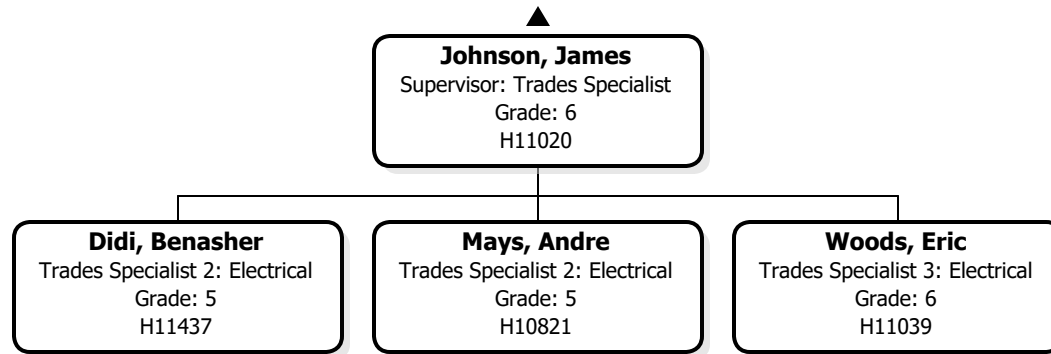 Johnson, James
Supervisor: Trades Specialist
Grade: 6
H11020
Didi, Benasher
Trades Specialist 2: Electrical
Grade: 5
H11437
Mays, Andre
Trades Specialist 2: Electrical
Grade: 5
H10821
Woods, Eric
Trades Specialist 3: Electrical
Grade: 6
H11039